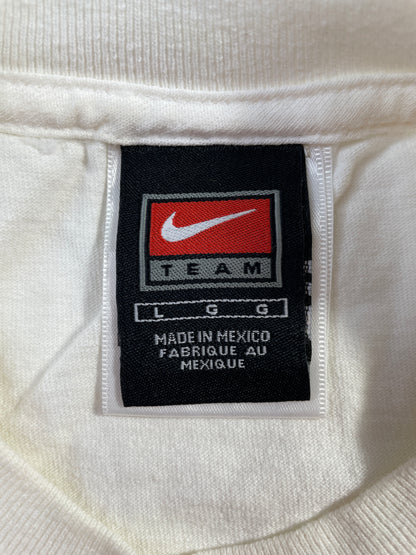 TEAM
L G G
MADE IN MEXICO
FABRIQUE AU
MEXIQUE